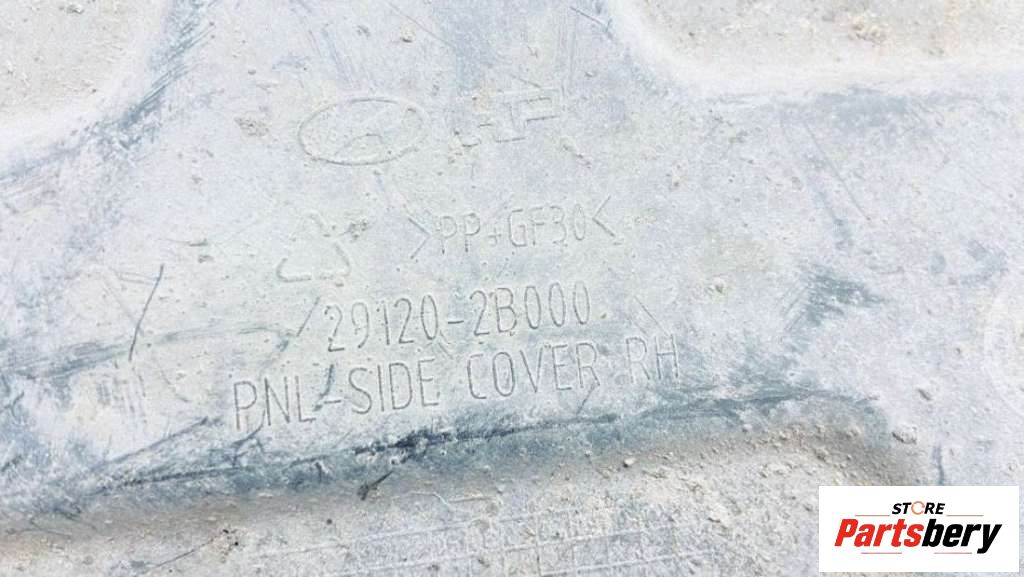 >PP+GF30<
29120-2B000
PNL-SIDE COVER RH
STORE
Partsbery